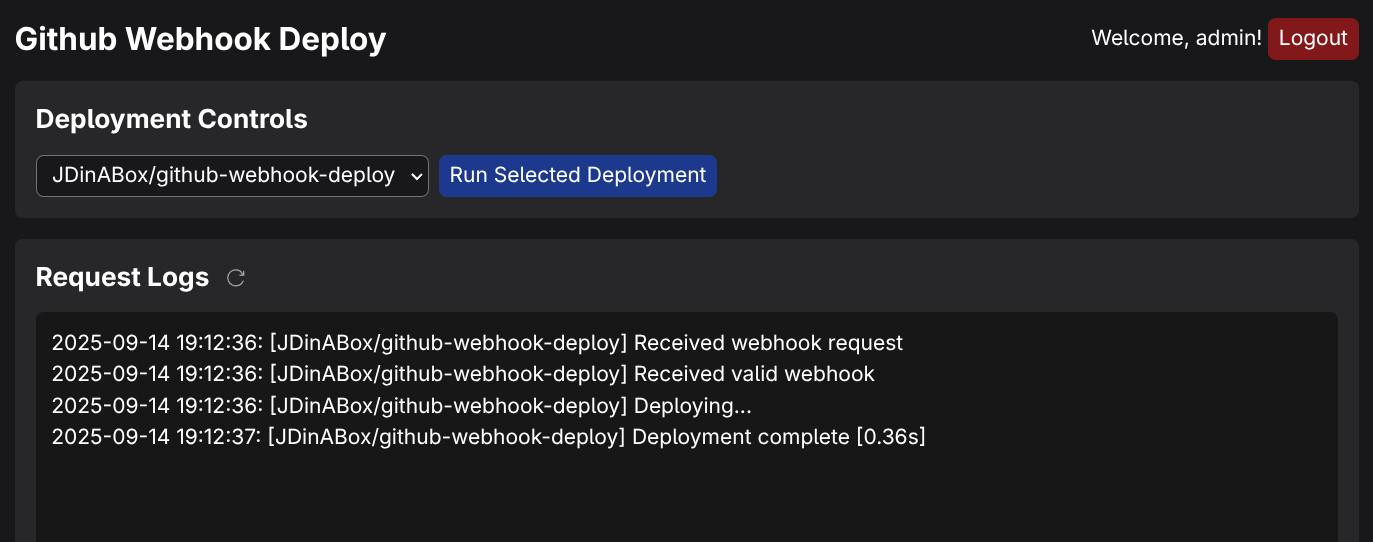 Github Webhook Deploy
Welcome, admin! Logout
Deployment Controls
JDinABox/github-webhook-deploy Run Selected Deployment
Request Logs
2025-09-14 19:12:36: [JDinABox/github-webhook-deploy] Received webhook request
2025-09-14 19:12:36: [JDinABox/github-webhook-deploy] Received valid webhook
2025-09-14 19:12:36: [JDinABox/github-webhook-deploy] Deploying...
2025-09-14 19:12:37: [JDinABox/github-webhook-deploy] Deployment complete [0.36s]